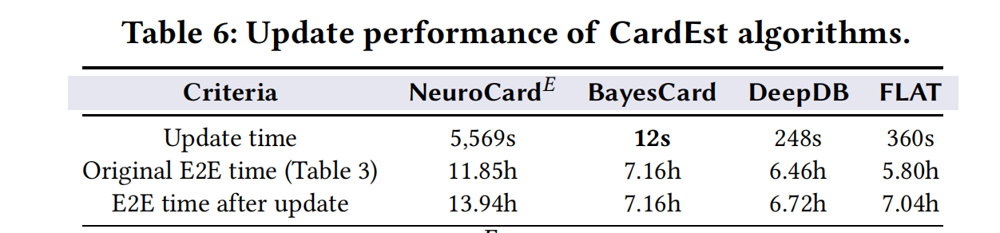 Table 6: Update performance of CardEst algorithms.
Criteria NeuroCard^E BayesCard DeepDB FLAT
Update time 5,569s 12s 248s 360s
Original E2E time (Table 3) 11.85h 7.16h 6.46h 5.80h
E2E time after update 13.94h 7.16h 6.72h 7.04h